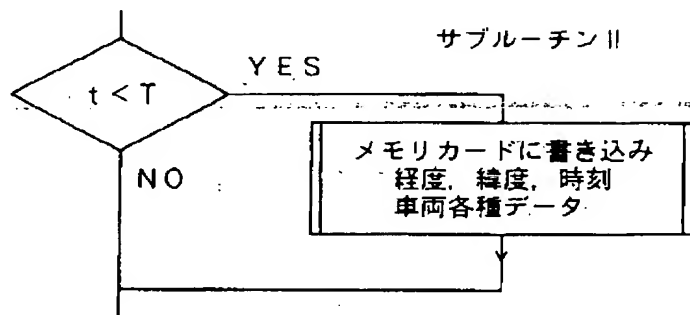 サブルーチンⅡ
YES
t<T
NO
メモリカードに書き込み
経度, 緯度, 時刻
車両各種データ